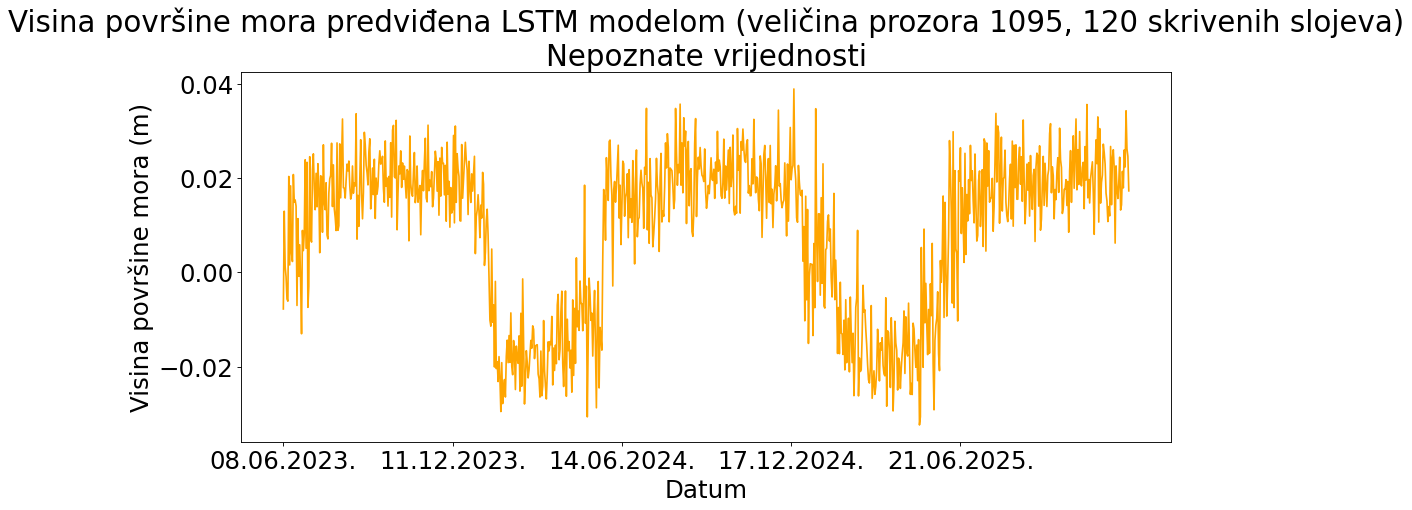 Visina površine mora predviđena LSTM modelom (veličina prozora 1095, 120 skrivenih slojeva)
Nepoznate vrijednosti
Visina površine mora (m)
0.04
0.02
0.00
−0.02
08.06.2023. 11.12.2023. 14.06.2024. 17.12.2024. 21.06.2025.
Datum